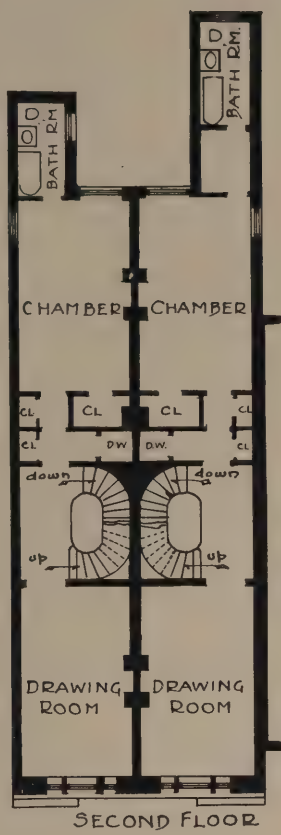 BATH RM.
BATH RM
CHAMBER CHAMBER
CL CL CL CL
CL D.W. D.W. CL
down down
up up
DRAWING ROOM
DRAWING ROOM
SECOND FLOOR